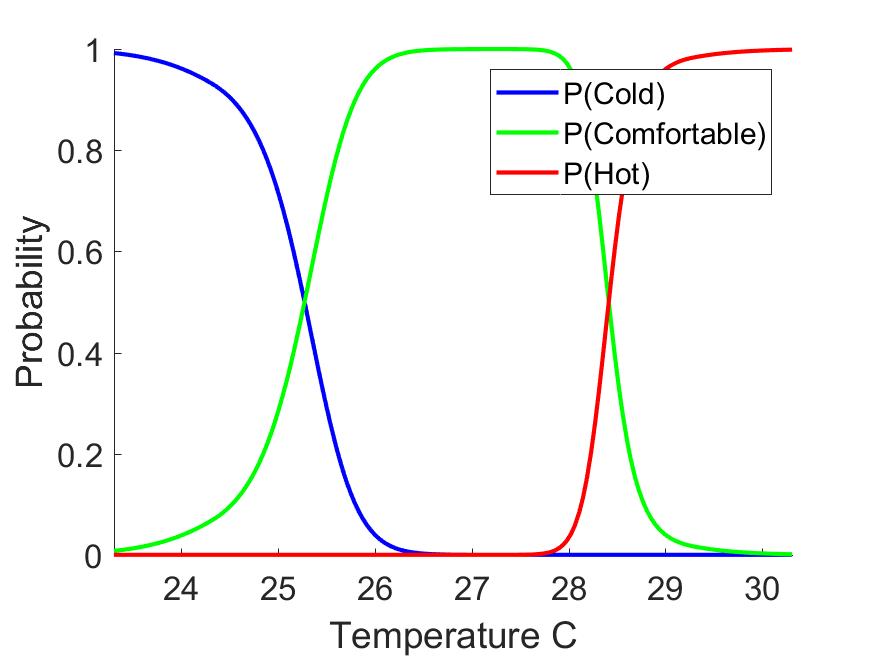 1
0.8
0.6
0.4
0.2
0
Probability
P(Cold)
P(Comfortable)
P(Hot)
24 25 26 27 28 29 30
Temperature C